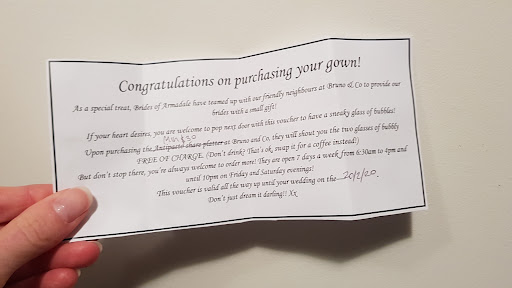 Congratulations on purchasing your gown!
As a special treat, Brides of Armadale have teamed up with our friendly neighbours at Bruno & Co to provide our
brides with a small gift!
If your heart desires, you are welcome to pop next door with this voucher to have a sneaky glass of bubbles!
Upon purchasing the Antipasto share platter at Bruno and Co, they will shout you the two glasses of bubbly
FREE OF CHARGE. (Don't drink? That's ok, swap it for a coffee instead!)
But don't stop there, you're always welcome to order more! They are open 7 days a week from 6:30am to 4pm and
until 10pm on Friday and Saturday evenings!
This voucher is valid all the way up until your wedding on the 20/2/20.
Don't just dream it darling!! Xx